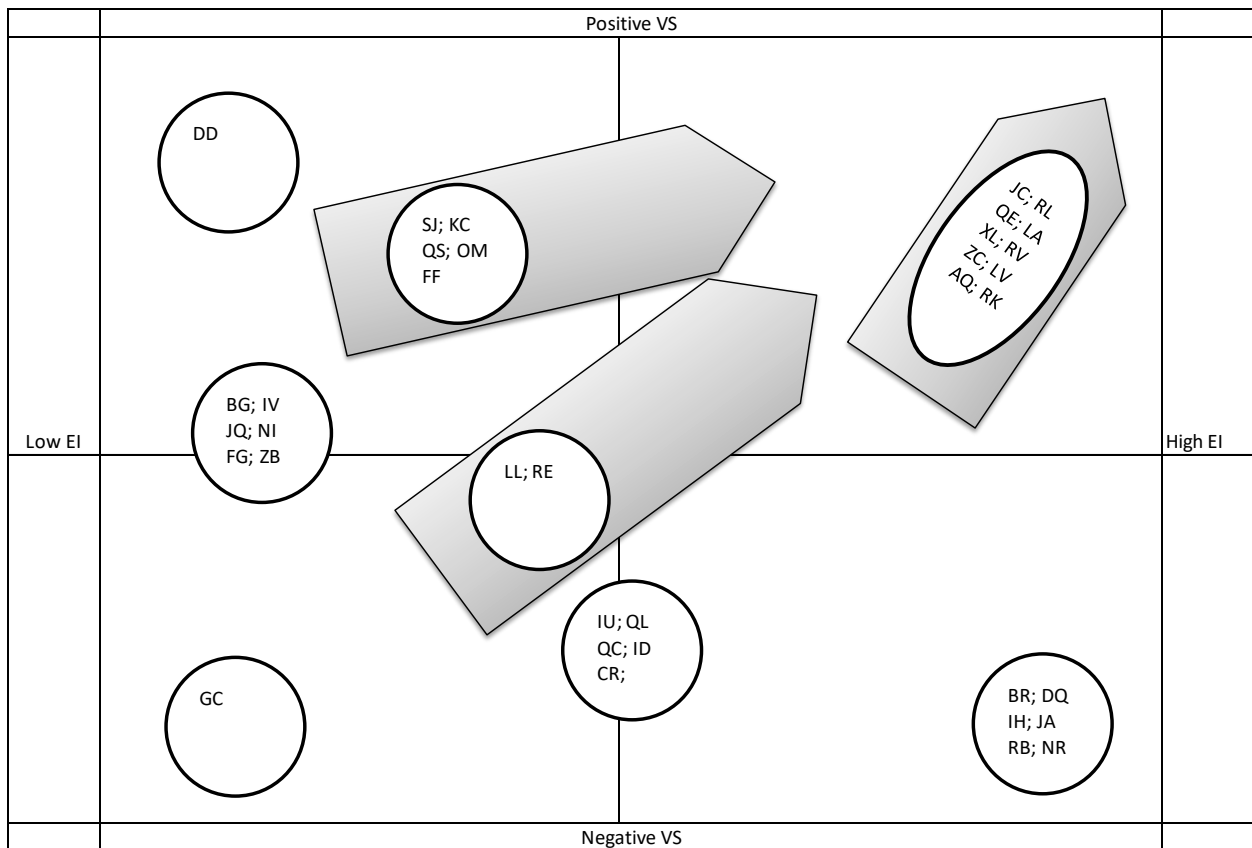 Positive VS
DD
SJ; KC
QS; OM
FF
JC; RL
QE; LA
XL; RV
ZC; LV
AQ; RK
BG; IV
JQ; NI
FG; ZB
Low EI
High EI
LL; RE
IU; QL
QC; ID
CR;
GC
BR; DQ
IH; JA
RB; NR
Negative VS